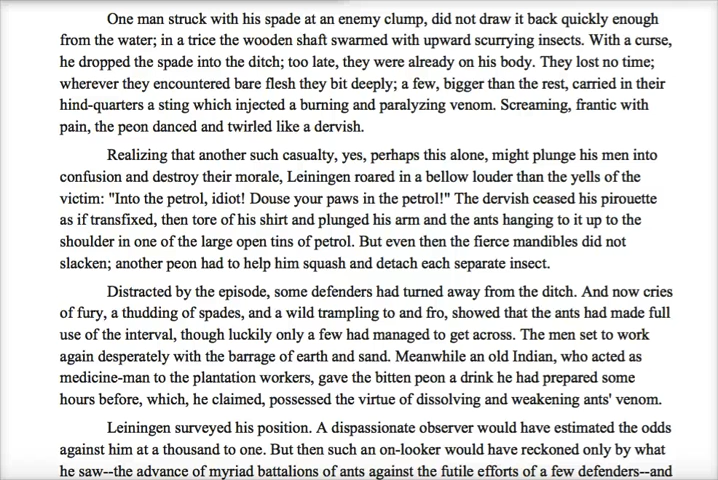 One man struck with his spade at an enemy clump, did not draw it back quickly enough
from the water; in a trice the wooden shaft swarmed with upward scurrying insects. With a curse,
he dropped the spade into the ditch; too late, they were already on his body. They lost no time;
wherever they encountered bare flesh they bit deeply; a few, bigger than the rest, carried in their
hind-quarters a sting which injected a burning and paralyzing venom. Screaming, frantic with
pain, the peon danced and twirled like a dervish.
Realizing that another such casualty, yes, perhaps this alone, might plunge his men into
confusion and destroy their morale, Leiningen roared in a bellow louder than the yells of the
victim: "Into the petrol, idiot! Douse your paws in the petrol!" The dervish ceased his pirouette
as if transfixed, then tore of his shirt and plunged his arm and the ants hanging to it up to the
shoulder in one of the large open tins of petrol. But even then the fierce mandibles did not
slacken; another peon had to help him squash and detach each separate insect.
Distracted by the episode, some defenders had turned away from the ditch. And now cries
of fury, a thudding of spades, and a wild trampling to and fro, showed that the ants had made full
use of the interval, though luckily only a few had managed to get across. The men set to work
again desperately with the barrage of earth and sand. Meanwhile an old Indian, who acted as
medicine-man to the plantation workers, gave the bitten peon a drink he had prepared some
hours before, which, he claimed, possessed the virtue of dissolving and weakening ants' venom.
Leiningen surveyed his position. A dispassionate observer would have estimated the odds
against him at a thousand to one. But then such an on-looker would have reckoned only by what
he saw--the advance of myriad battalions of ants against the futile efforts of a few defenders--and